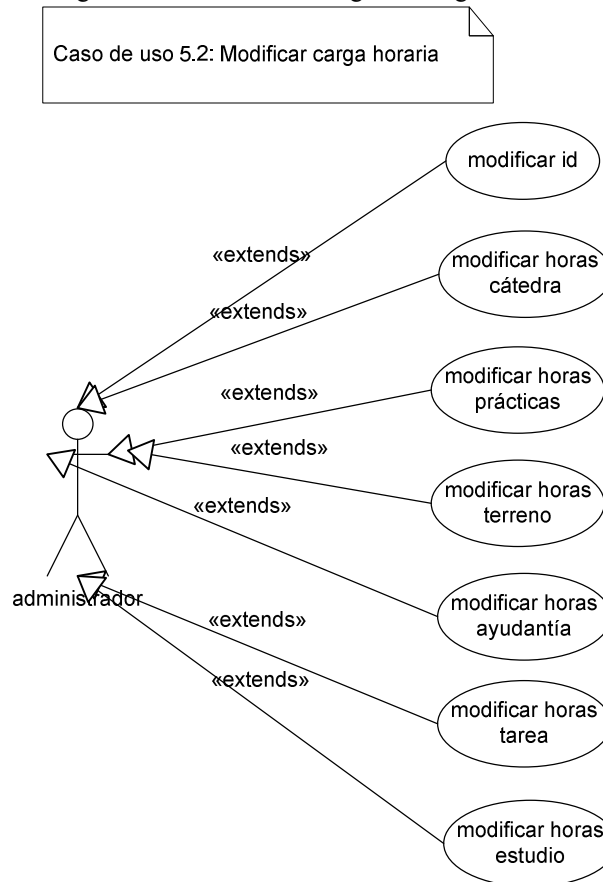 Caso de uso 5.2: Modificar carga horaria
modificar id
«extends»
modificar horas
cátedra
«extends»
modificar horas
prácticas
«extends»
«extends»
modificar horas
terreno
«extends»
administrador
modificar horas
ayudantía
«extends»
«extends»
modificar horas
tarea
modificar horas
estudio